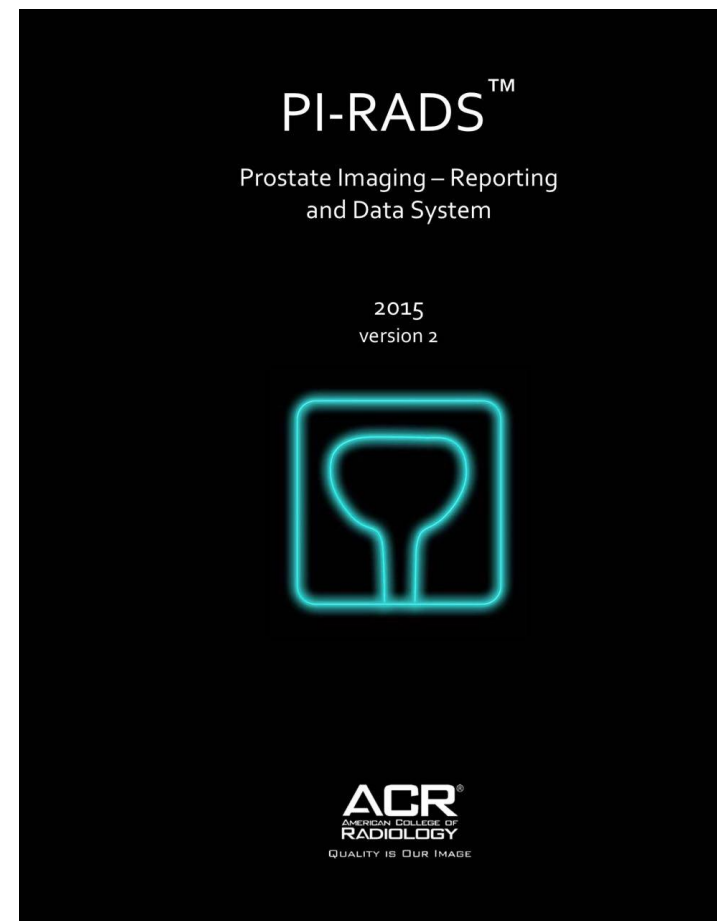 PI-RADS™
Prostate Imaging – Reporting
and Data System
2015
version 2
ACR®
AMERICAN COLLEGE OF
RADIOLOGY
QUALITY IS OUR IMAGE